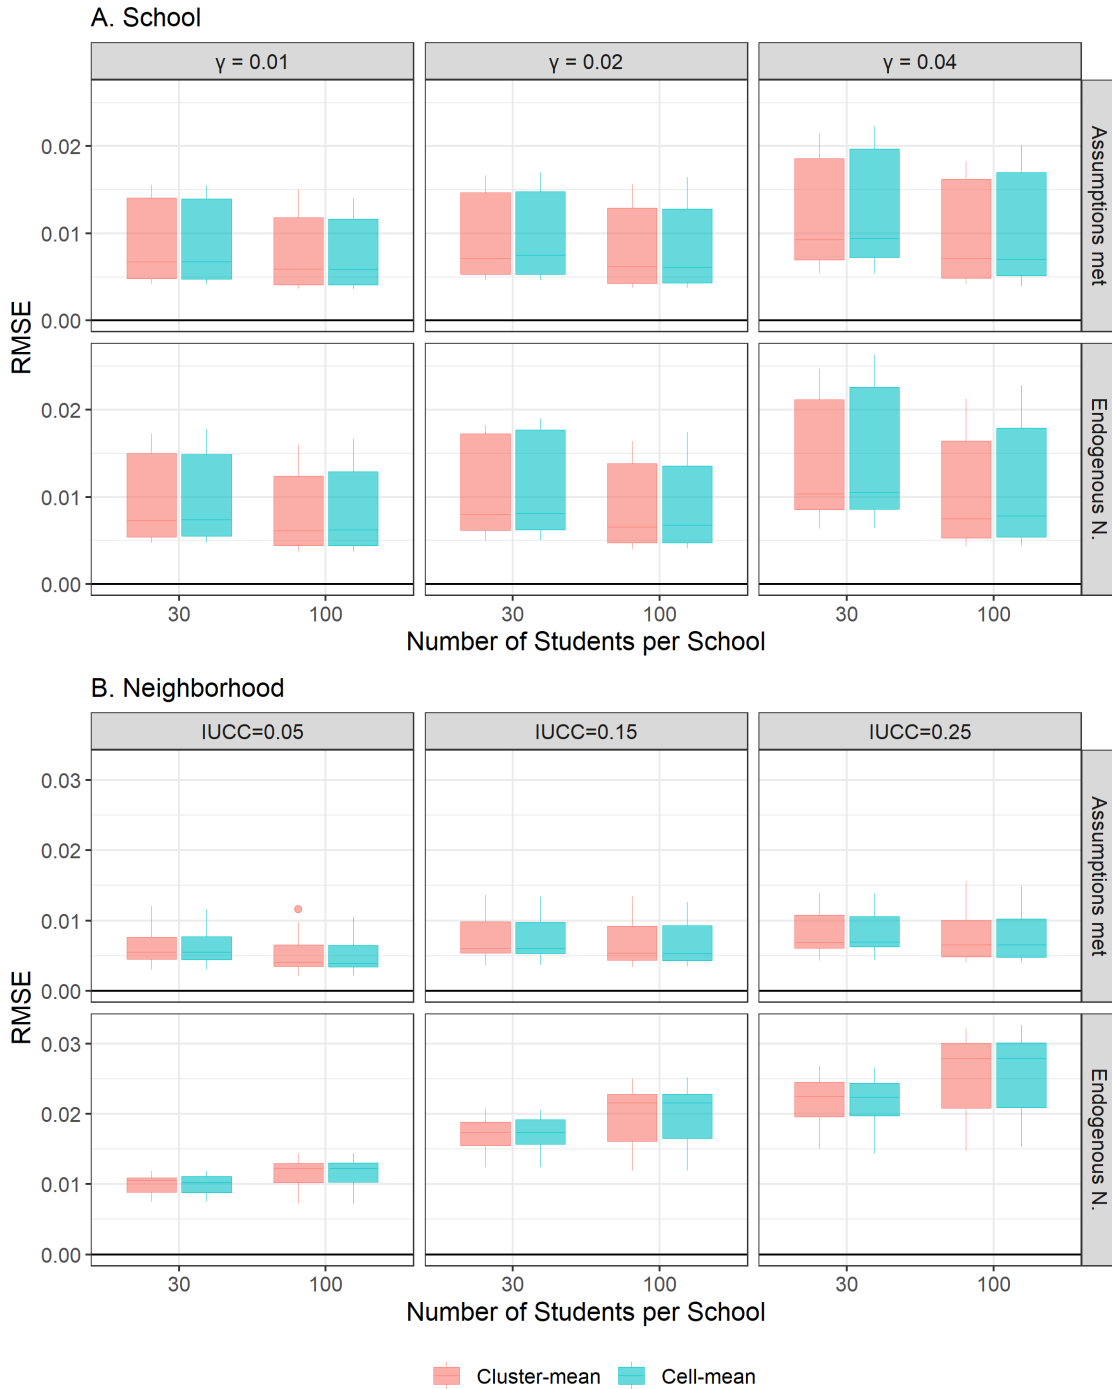 A. School
γ = 0.01
γ = 0.02
γ = 0.04
0.02
0.01
0.00
Assumptions met
RMSE
0.02
0.01
0.00
Endogenous N.
30
100
30
100
30
100
Number of Students per School
B. Neighborhood
IUCC=0.05
IUCC=0.15
IUCC=0.25
0.03
0.02
0.01
0.00
Assumptions met
RMSE
0.03
0.02
0.01
0.00
Endogenous N.
30
100
30
100
30
100
Number of Students per School
Cluster-mean
Cell-mean